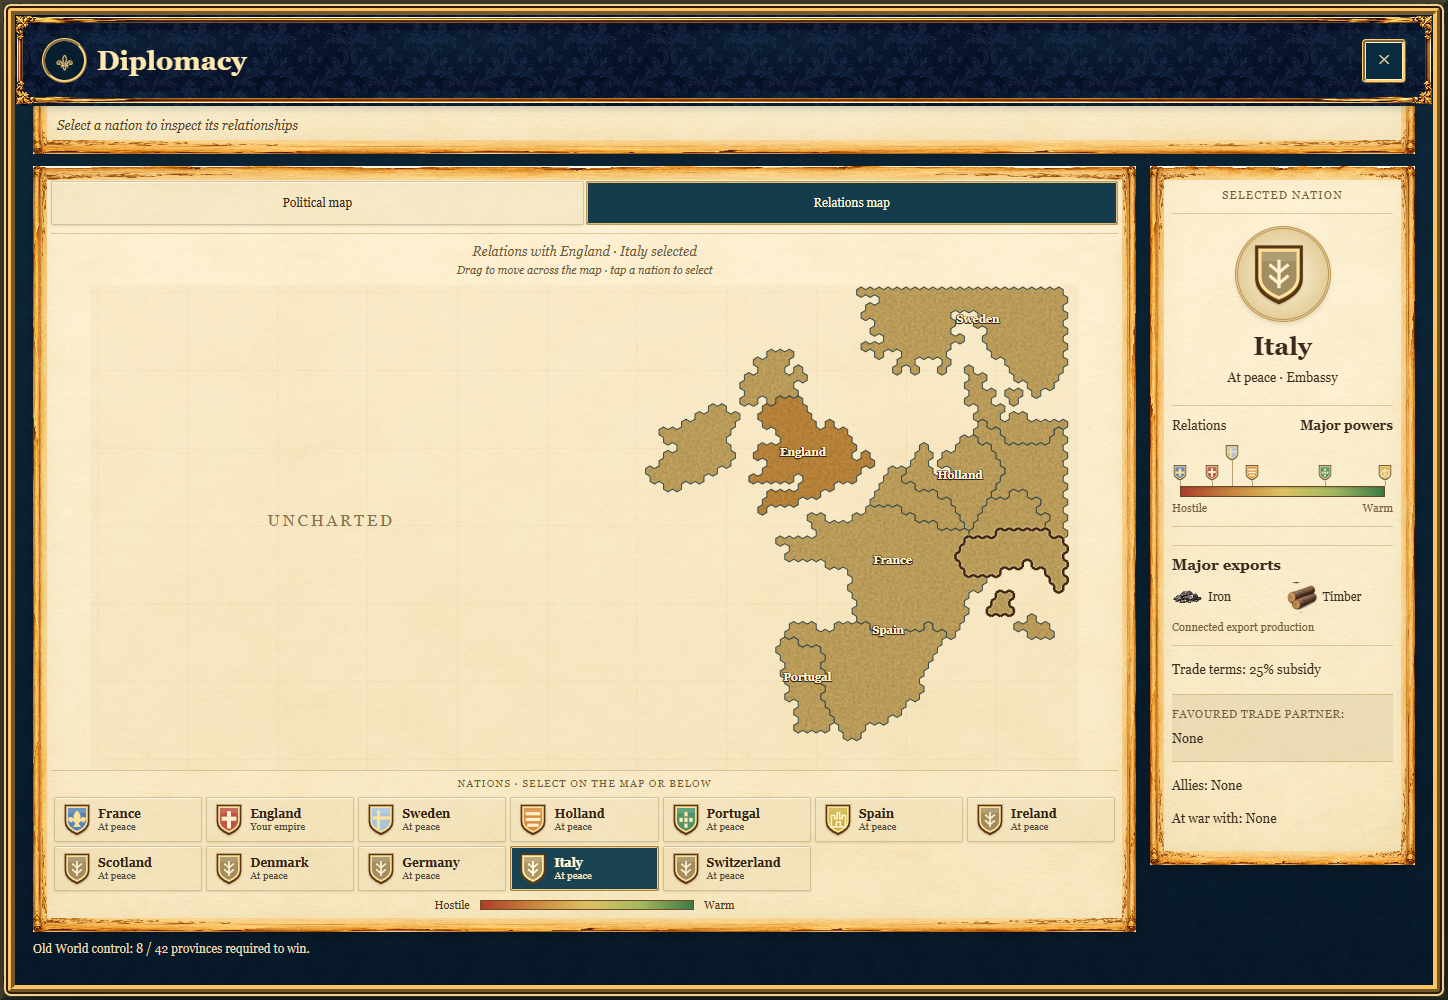 Diplomacy
×
Select a nation to inspect its relationships
Political map
Relations map
Relations with England · Italy selected
Drag to move across the map · tap a nation to select
Sweden
England
Holland
UNCHARTED
France
Spain
Portugal
NATIONS · SELECT ON THE MAP OR BELOW
France
At peace
England
Your empire
Sweden
At peace
Holland
At peace
Portugal
At peace
Spain
At peace
Ireland
At peace
Scotland
At peace
Denmark
At peace
Germany
At peace
Italy
At peace
Switzerland
At peace
Hostile
Warm
SELECTED NATION
Italy
At peace · Embassy
Relations
Major powers
Hostile
Warm
Major exports
Iron
Timber
Connected export production
Trade terms: 25% subsidy
FAVOURED TRADE PARTNER:
None
Allies: None
At war with: None
Old World control: 8 / 42 provinces required to win.